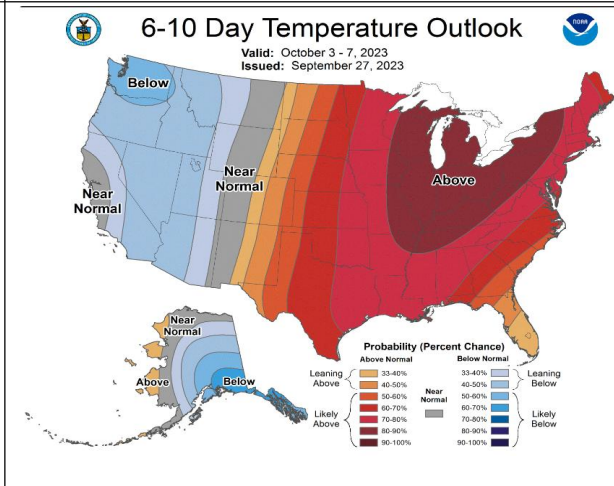 6-10 Day Temperature Outlook
NOAA
Valid: October 3 - 7, 2023
Issued: September 27, 2023
Below
Near
Normal
Near
Normal
Above
Near
Normal
Above
Below
Probability (Percent Chance)
Above Normal
Below Normal
Leaning
Above
33-40%
40-50%
Likely
Above
50-60%
60-70%
70-80%
80-90%
90-100%
Near
Normal
33-40%
40-50%
Leaning
Below
50-60%
60-70%
70-80%
80-90%
90-100%
Likely
Below